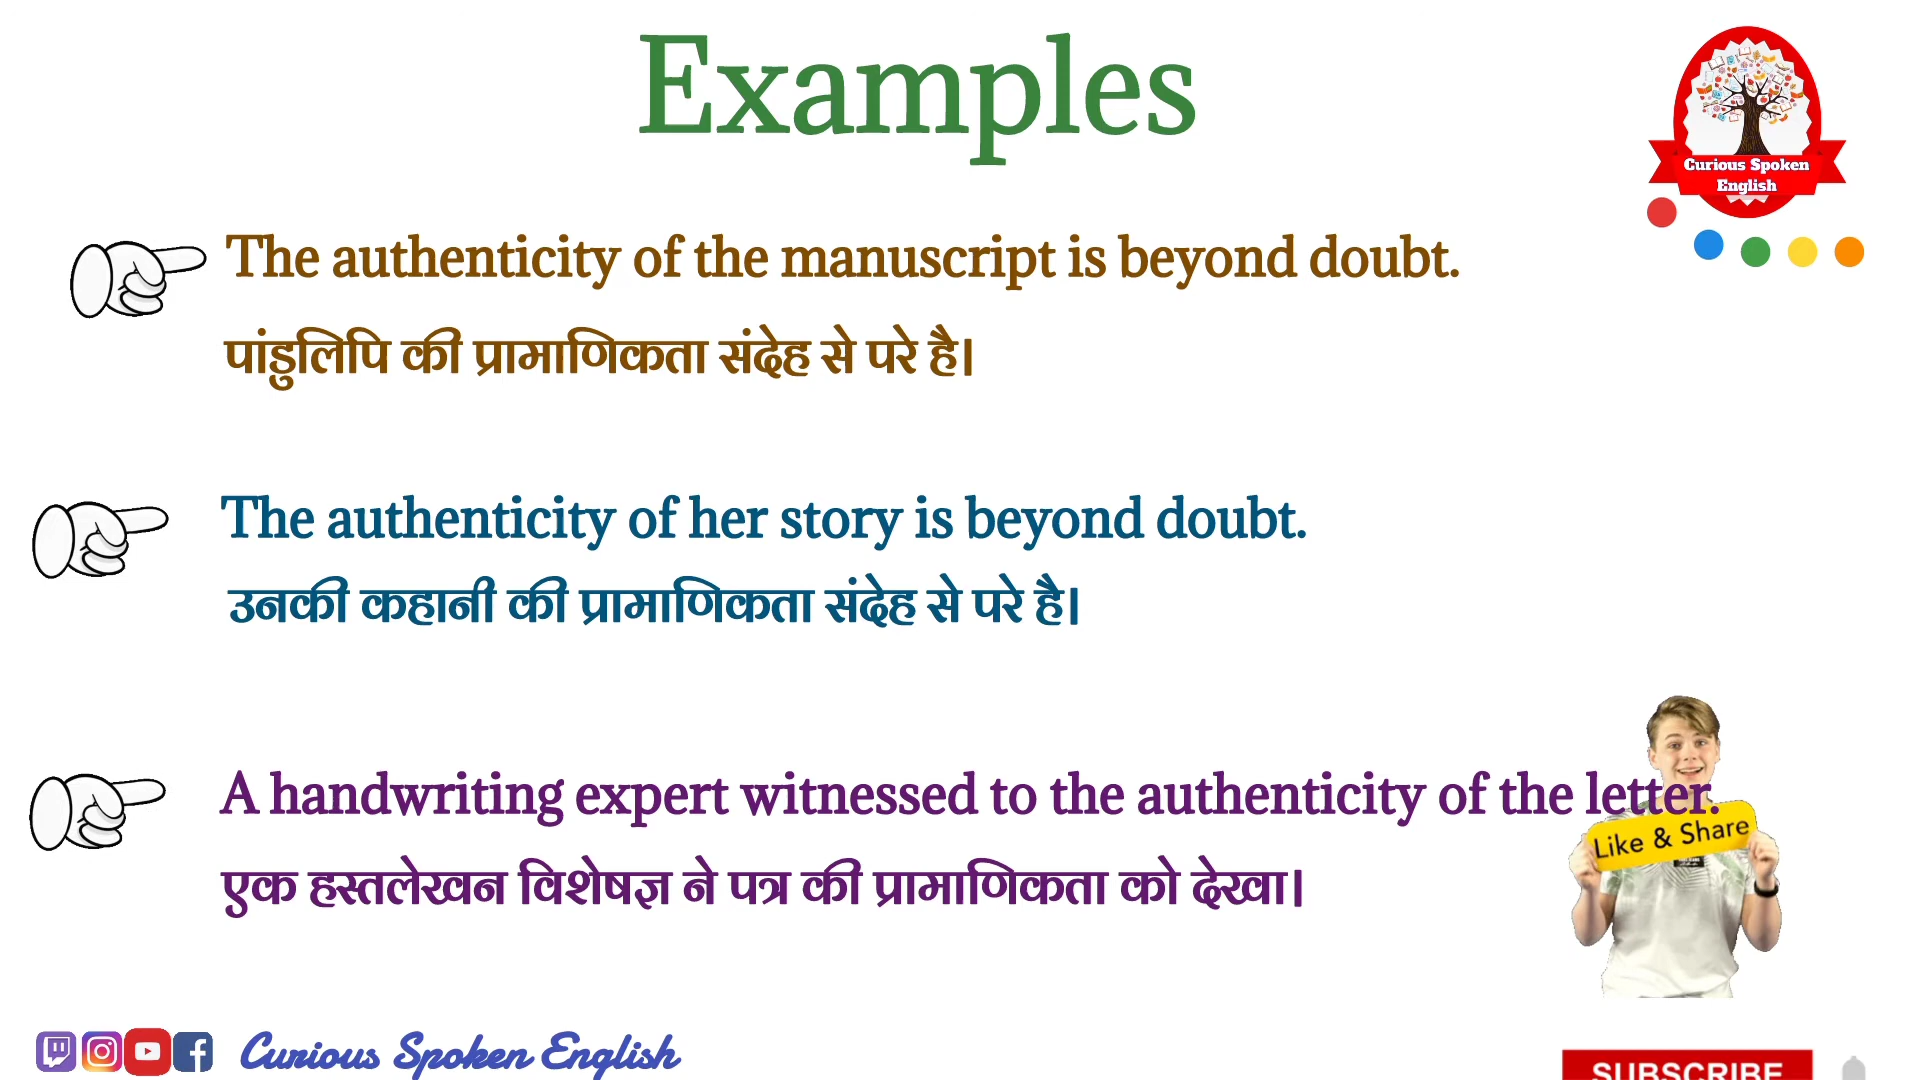 Examples
Curious Spoken
English
The authenticity of the manuscript is beyond doubt.
पांडुलिपि की प्रामाणिकता संदेह से परे है।
The authenticity of her story is beyond doubt.
उनकी कहानी की प्रामाणिकता संदेह से परे है।
A handwriting expert witnessed to the authenticity of the letter.
Like & Share
एक हस्तलेखन विशेषज्ञ ने पत्र की प्रामाणिकता को देखा।
Curious Spoken English
SUBSCRIBE